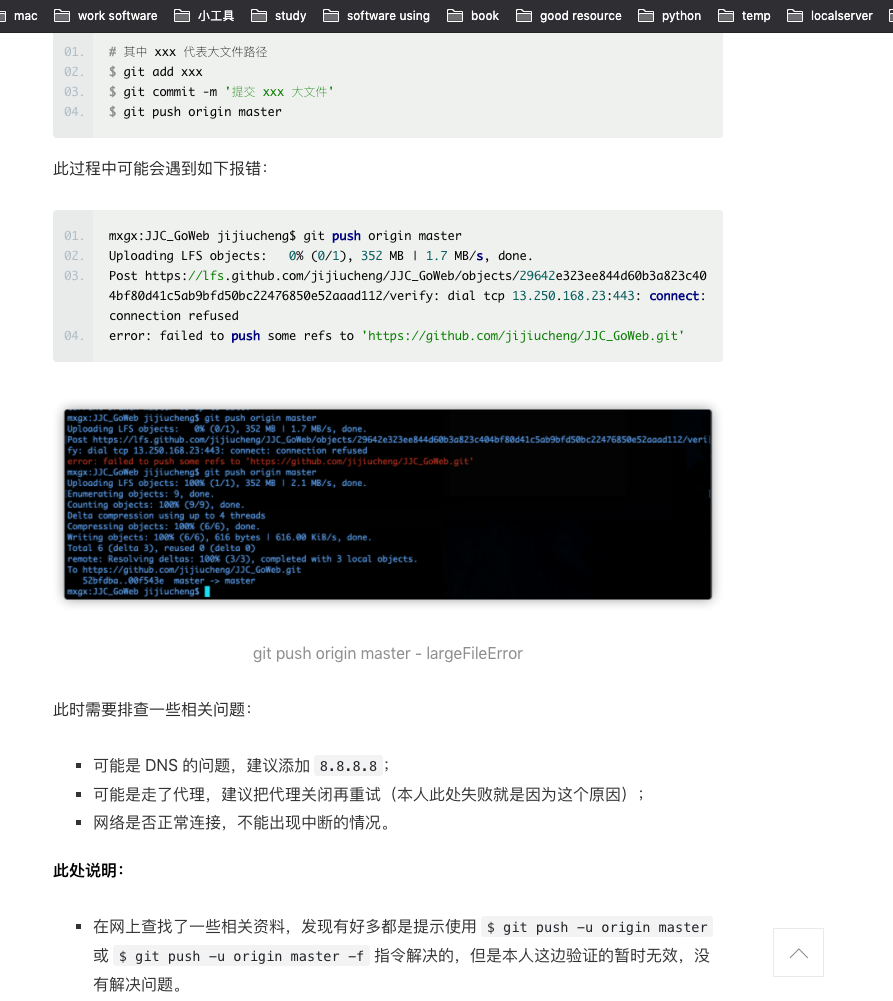 mac work software 小工具 study software using book good resource python temp localserver
01. # 其中 xxx 代表大文件路径
02. $ git add xxx
03. $ git commit -m '提交 xxx 大文件'
04. $ git push origin master
此过程中可能会遇到如下报错：
01. mxgx:JJC_GoWeb jijiucheng$ git push origin master
02. Uploading LFS objects:   0% (0/1), 352 MB | 1.7 MB/s, done.
03. Post https://lfs.github.com/jijiucheng/JJC_GoWeb/objects/29642e323ee844d60b3a823c40
4bf80d41c5ab9bfd50bc22476850e52aaad112/verify: dial tcp 13.250.168.23:443: connect:
connection refused
04. error: failed to push some refs to 'https://github.com/jijiucheng/JJC_GoWeb.git'
mxgx:JJC_GoWeb jijiucheng$ git push origin master
Uploading LFS objects:   0% (0/1), 352 MB | 1.7 MB/s, done.
Post https://lfs.github.com/jijiucheng/JJC_GoWeb/objects/29642e323ee844d60b3a823c404bf80d41c5ab9bfd50bc22476850e52aaad112/veri
fy: dial tcp 13.250.168.23:443: connect: connection refused
error: failed to push some refs to 'https://github.com/jijiucheng/JJC_GoWeb.git'
mxgx:JJC_GoWeb jijiucheng$ git push origin master
Uploading LFS objects: 100% (1/1), 352 MB | 2.1 MB/s, done.
Enumerating objects: 9, done.
Counting objects: 100% (9/9), done.
Delta compression using up to 4 threads
Compressing objects: 100% (6/6), done.
Writing objects: 100% (6/6), 616 bytes | 616.00 KiB/s, done.
Total 6 (delta 3), reused 0 (delta 0)
remote: Resolving deltas: 100% (3/3), completed with 3 local objects.
To https://github.com/jijiucheng/JJC_GoWeb.git
52bfdba..00f543e  master -> master
mxgx:JJC_GoWeb jijiucheng$
git push origin master - largeFileError
此时需要排查一些相关问题：
▪ 可能是 DNS 的问题，建议添加 8.8.8.8；
▪ 可能是走了代理，建议把代理关闭再重试（本人此处失败就是因为这个原因）；
▪ 网络是否正常连接，不能出现中断的情况。
此处说明：
▪ 在网上查找了一些相关资料，发现有好多都是提示使用 $ git push -u origin master
或 $ git push -u origin master -f 指令解决的，但是本人这边验证的暂时无效，没
有解决问题。